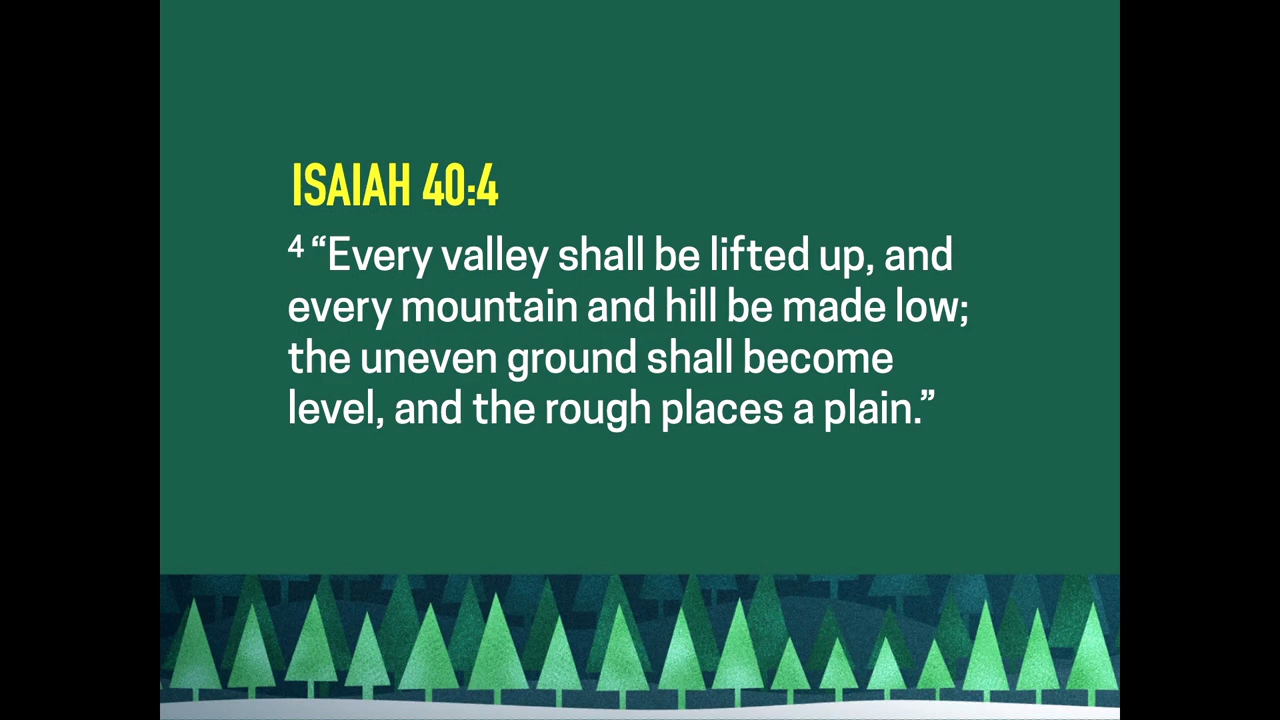 ISAIAH 40:4
4 “Every valley shall be lifted up, and
every mountain and hill be made low;
the uneven ground shall become
level, and the rough places a plain.”